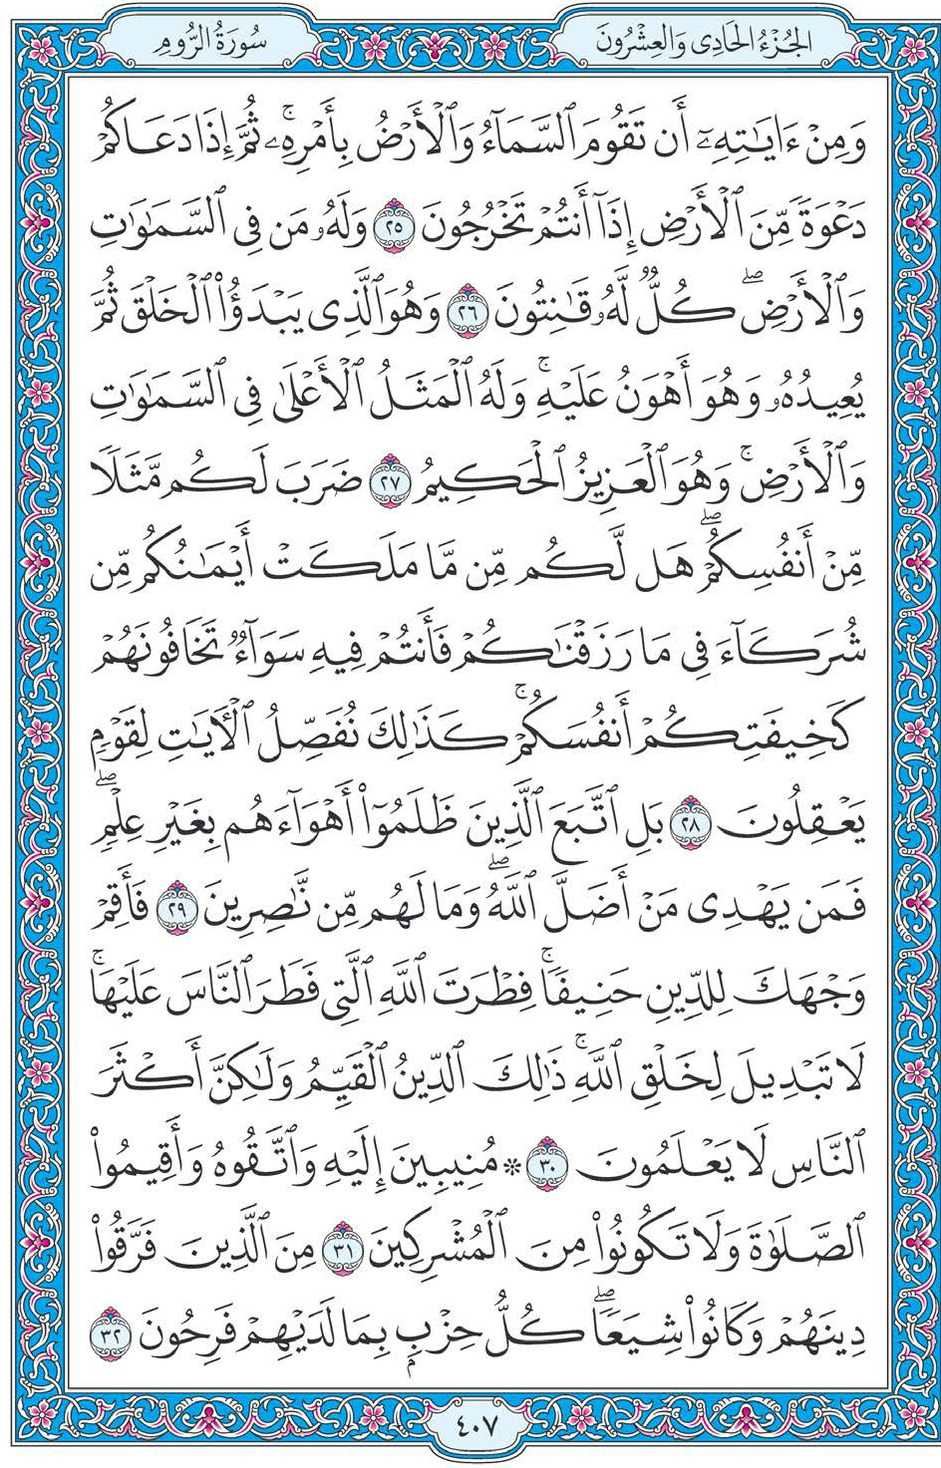 سُورَةُ الرُّومِ
الجُزْءُ الحَادِى وَالعِشْرُونَ
وَمِنْ ءَايَـٰتِهِۦٓ أَن تَقُومَ ٱلسَّمَآءُ وَٱلْأَرْضُ بِأَمْرِهِۦۚ ثُمَّ إِذَا دَعَاكُمْ
دَعْوَةً مِّنَ ٱلْأَرْضِ إِذَآ أَنتُمْ تَخْرُجُونَ ٢٥ وَلَهُۥ مَن فِى ٱلسَّمَـٰوَٰتِ
وَٱلْأَرْضِۖ كُلٌّ لَّهُۥ قَـٰنِتُونَ ٢٦ وَهُوَ ٱلَّذِى يَبْدَؤُا۟ ٱلْخَلْقَ ثُمَّ
يُعِيدُهُۥ وَهُوَ أَهْوَنُ عَلَيْهِۚ وَلَهُ ٱلْمَثَلُ ٱلْأَعْلَىٰ فِى ٱلسَّمَـٰوَٰتِ
وَٱلْأَرْضِۚ وَهُوَ ٱلْعَزِيزُ ٱلْحَكِيمُ ٢٧ ضَرَبَ لَكُم مَّثَلًا
مِّنْ أَنفُسِكُمْۖ هَل لَّكُم مِّن مَّا مَلَكَتْ أَيْمَـٰنُكُم مِّن
شُرَكَآءَ فِى مَا رَزَقْنَـٰكُمْ فَأَنتُمْ فِيهِ سَوَآءٌ تَخَافُونَهُمْ
كَخِيفَتِكُمْ أَنفُسَكُمْۚ كَذَٰلِكَ نُفَصِّلُ ٱلْـَٔايَـٰتِ لِقَوْمٍ
يَعْقِلُونَ ٢٨ بَلِ ٱتَّبَعَ ٱلَّذِينَ ظَلَمُوٓا۟ أَهْوَآءَهُم بِغَيْرِ عِلْمٍۖ
فَمَن يَهْدِى مَنْ أَضَلَّ ٱللَّهُۖ وَمَا لَهُم مِّن نَّـٰصِرِينَ ٢٩ فَأَقِمْ
وَجْهَكَ لِلدِّينِ حَنِيفًاۚ فِطْرَتَ ٱللَّهِ ٱلَّتِى فَطَرَ ٱلنَّاسَ عَلَيْهَاۚ
لَا تَبْدِيلَ لِخَلْقِ ٱللَّهِۚ ذَٰلِكَ ٱلدِّينُ ٱلْقَيِّمُ وَلَـٰكِنَّ أَكْثَرَ
ٱلنَّاسِ لَا يَعْلَمُونَ ٣٠ ۞ مُنِيبِينَ إِلَيْهِ وَٱتَّقُوهُ وَأَقِيمُوا۟
ٱلصَّلَوٰةَ وَلَا تَكُونُوا۟ مِنَ ٱلْمُشْرِكِينَ ٣١ مِنَ ٱلَّذِينَ فَرَّقُوا۟
دِينَهُمْ وَكَانُوا۟ شِيَعًاۖ كُلُّ حِزْبٍۭ بِمَا لَدَيْهِمْ فَرِحُونَ ٣٢
٤٠٧